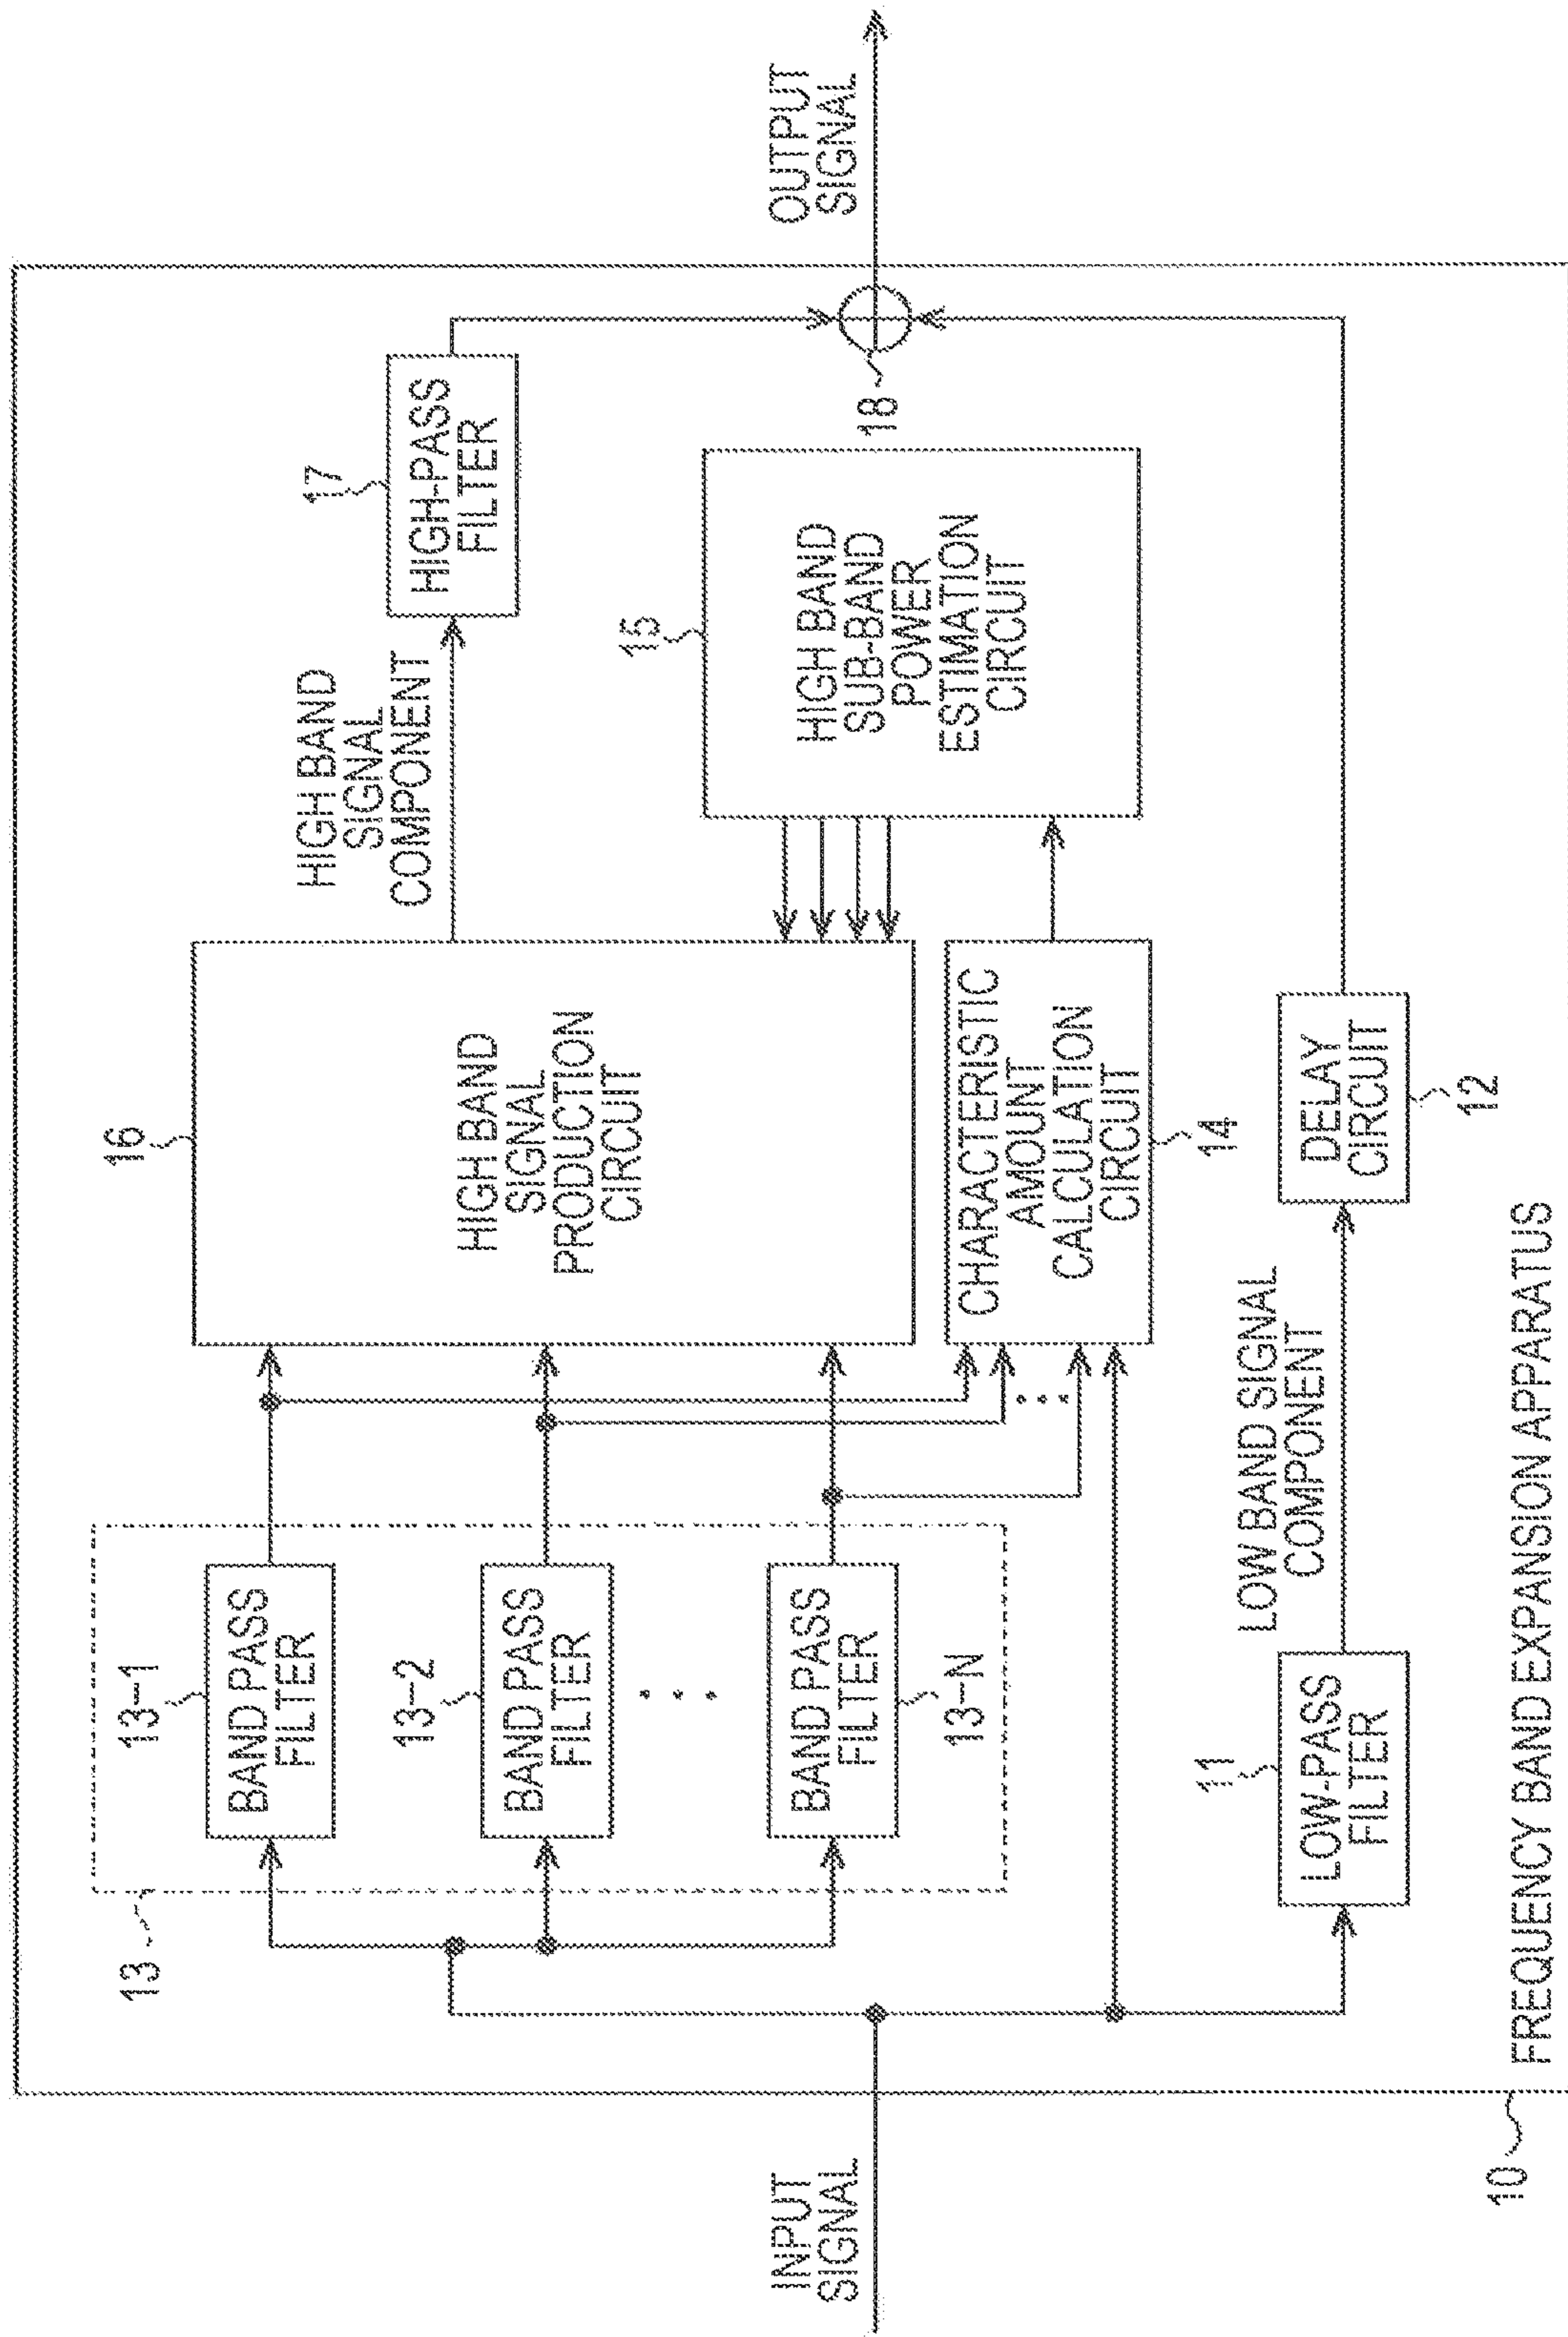 INPUT
SIGNAL
10
FREQUENCY BAND EXPANSION APPARATUS
13
13-1
BAND PASS
FILTER
13-2
BAND PASS
FILTER
. . .
BAND PASS
FILTER
13-N
11
LOW-PASS
FILTER
LOW BAND SIGNAL
COMPONENT
DELAY
CIRCUIT
12
16
HIGH BAND
SIGNAL
PRODUCTION
CIRCUIT
. . .
CHARACTERISTIC
AMOUNT
CALCULATION
CIRCUIT
14
HIGH BAND
SIGNAL
COMPONENT
15
HIGH BAND
SUB-BAND
POWER
ESTIMATION
CIRCUIT
17
HIGH-PASS
FILTER
18
OUTPUT
SIGNAL